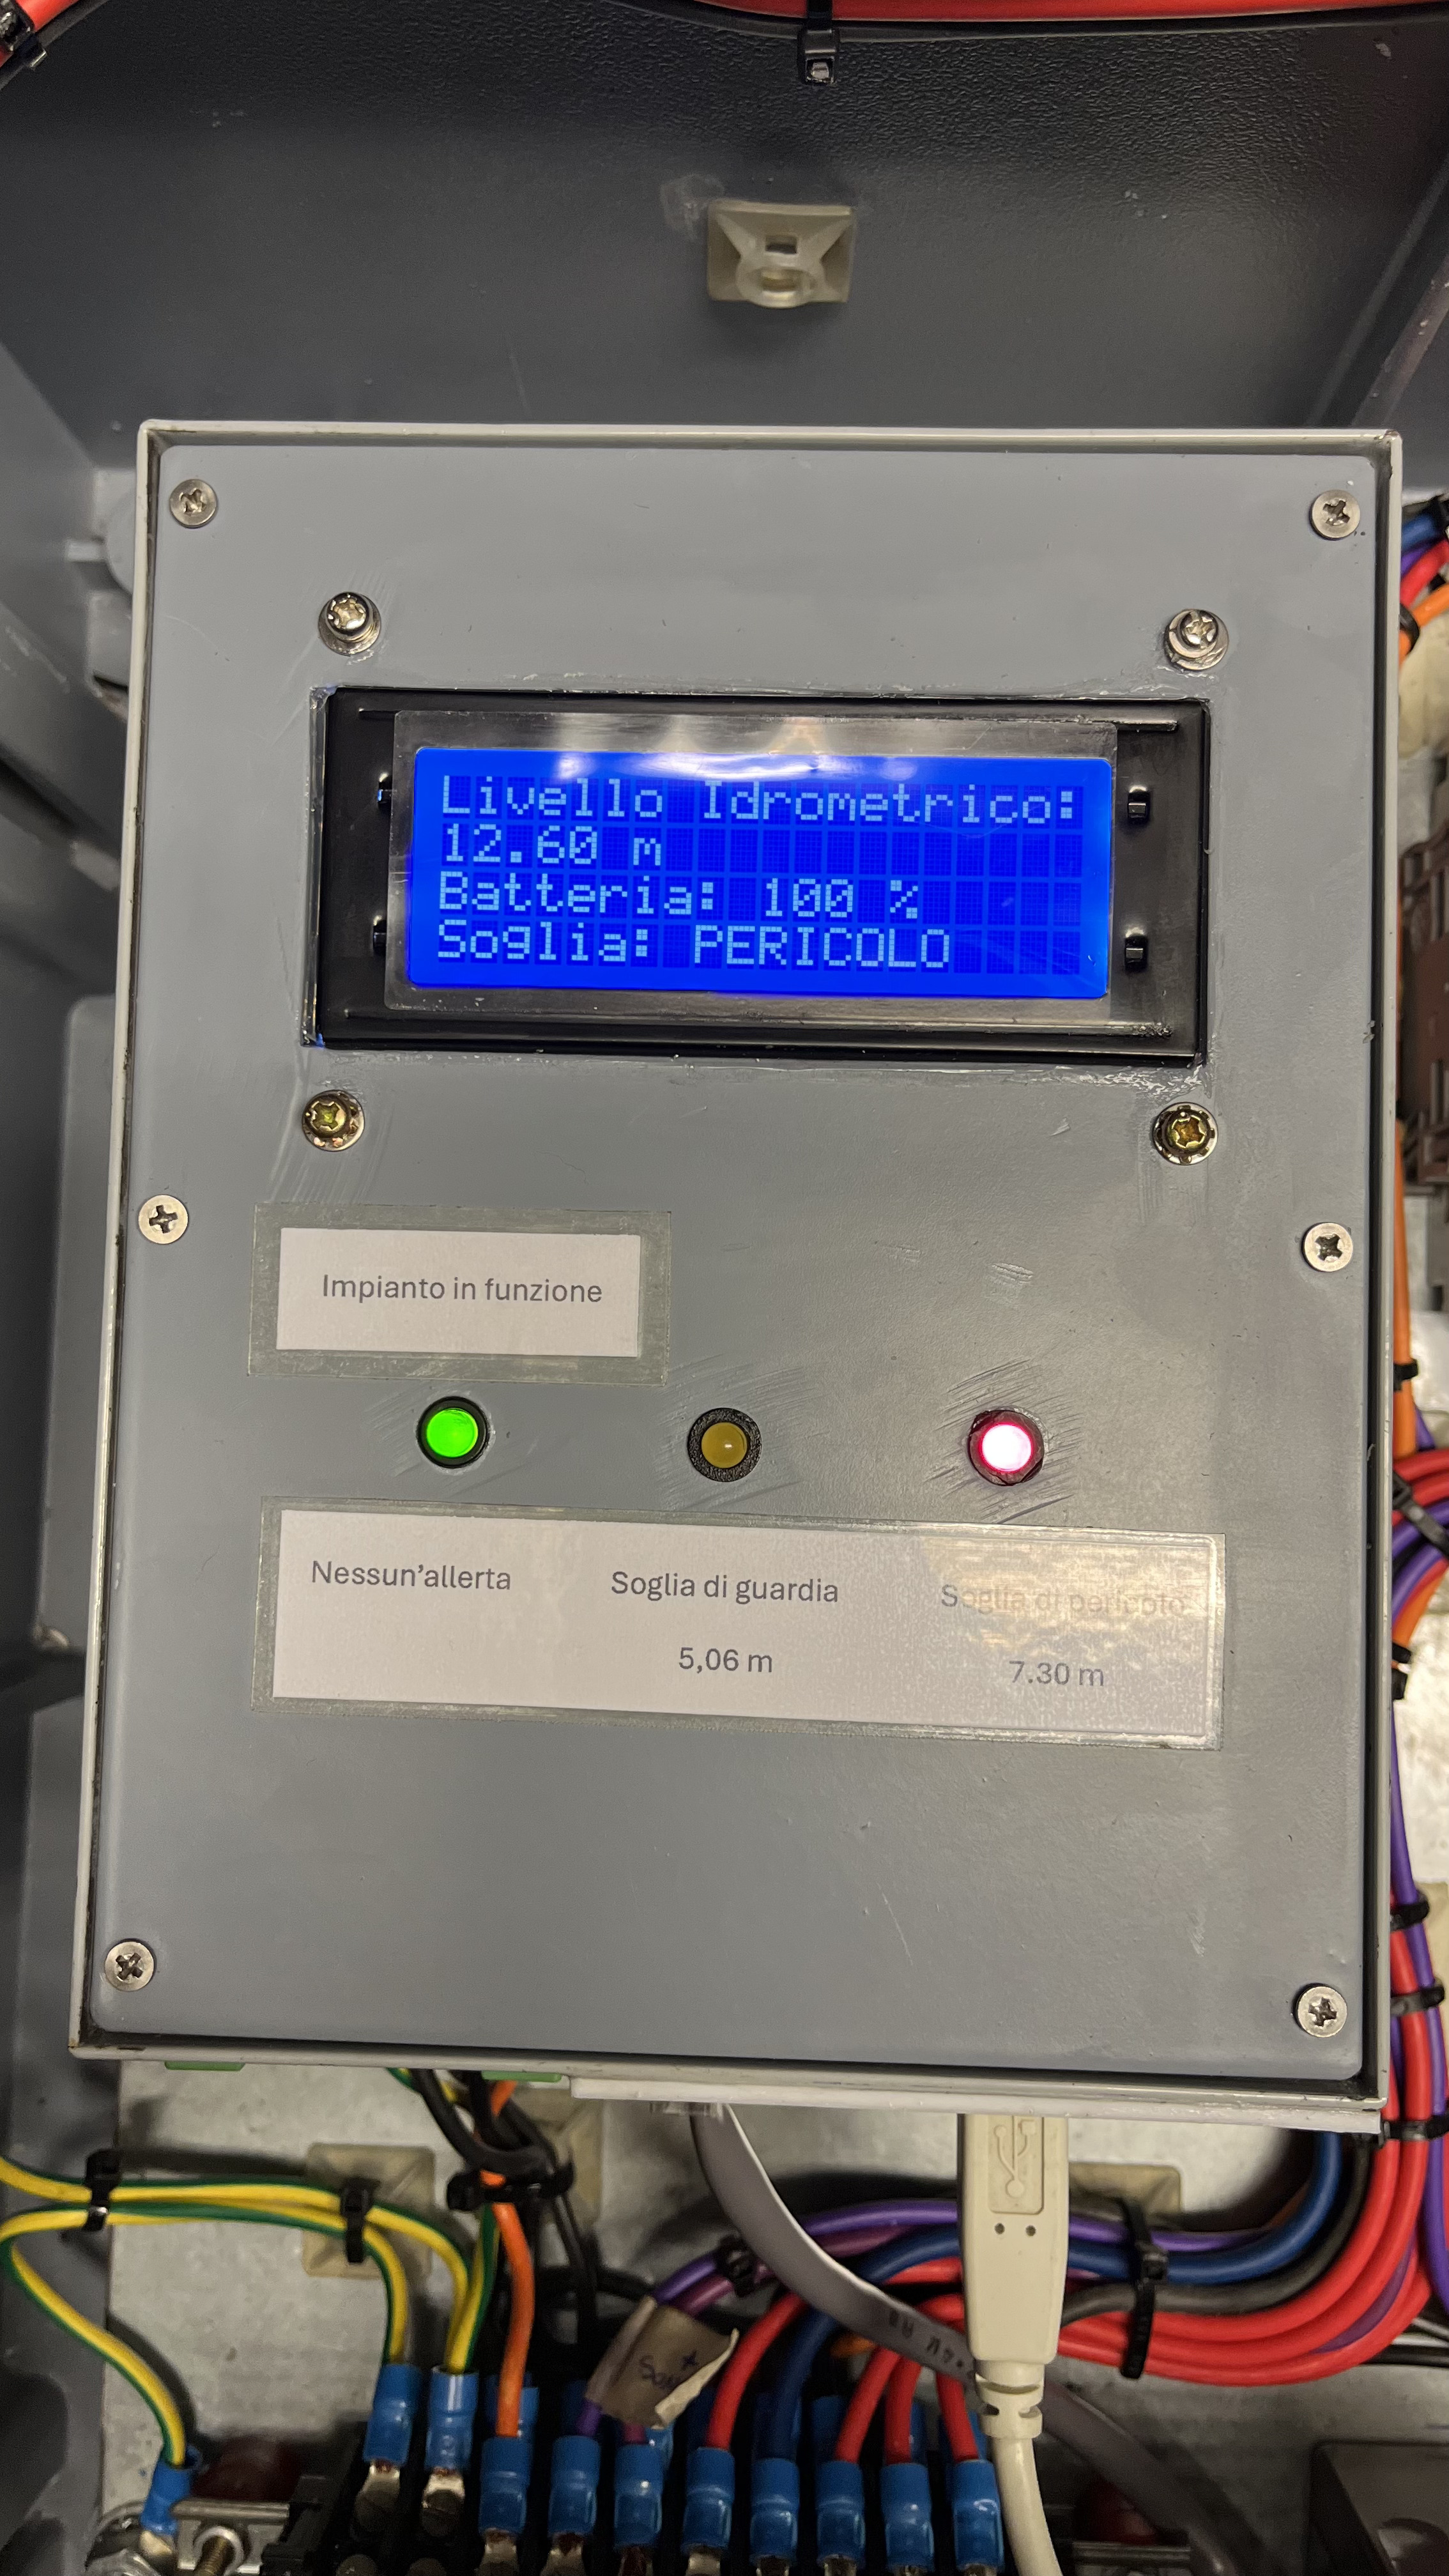 Livello Idrometrico:
12.60 m
Batteria: 100 %
Soglia: PERICOLO
Impianto in funzione
Nessun'allerta
Soglia di guardia
Soglia di pericolo
5,06 m
7.30 m